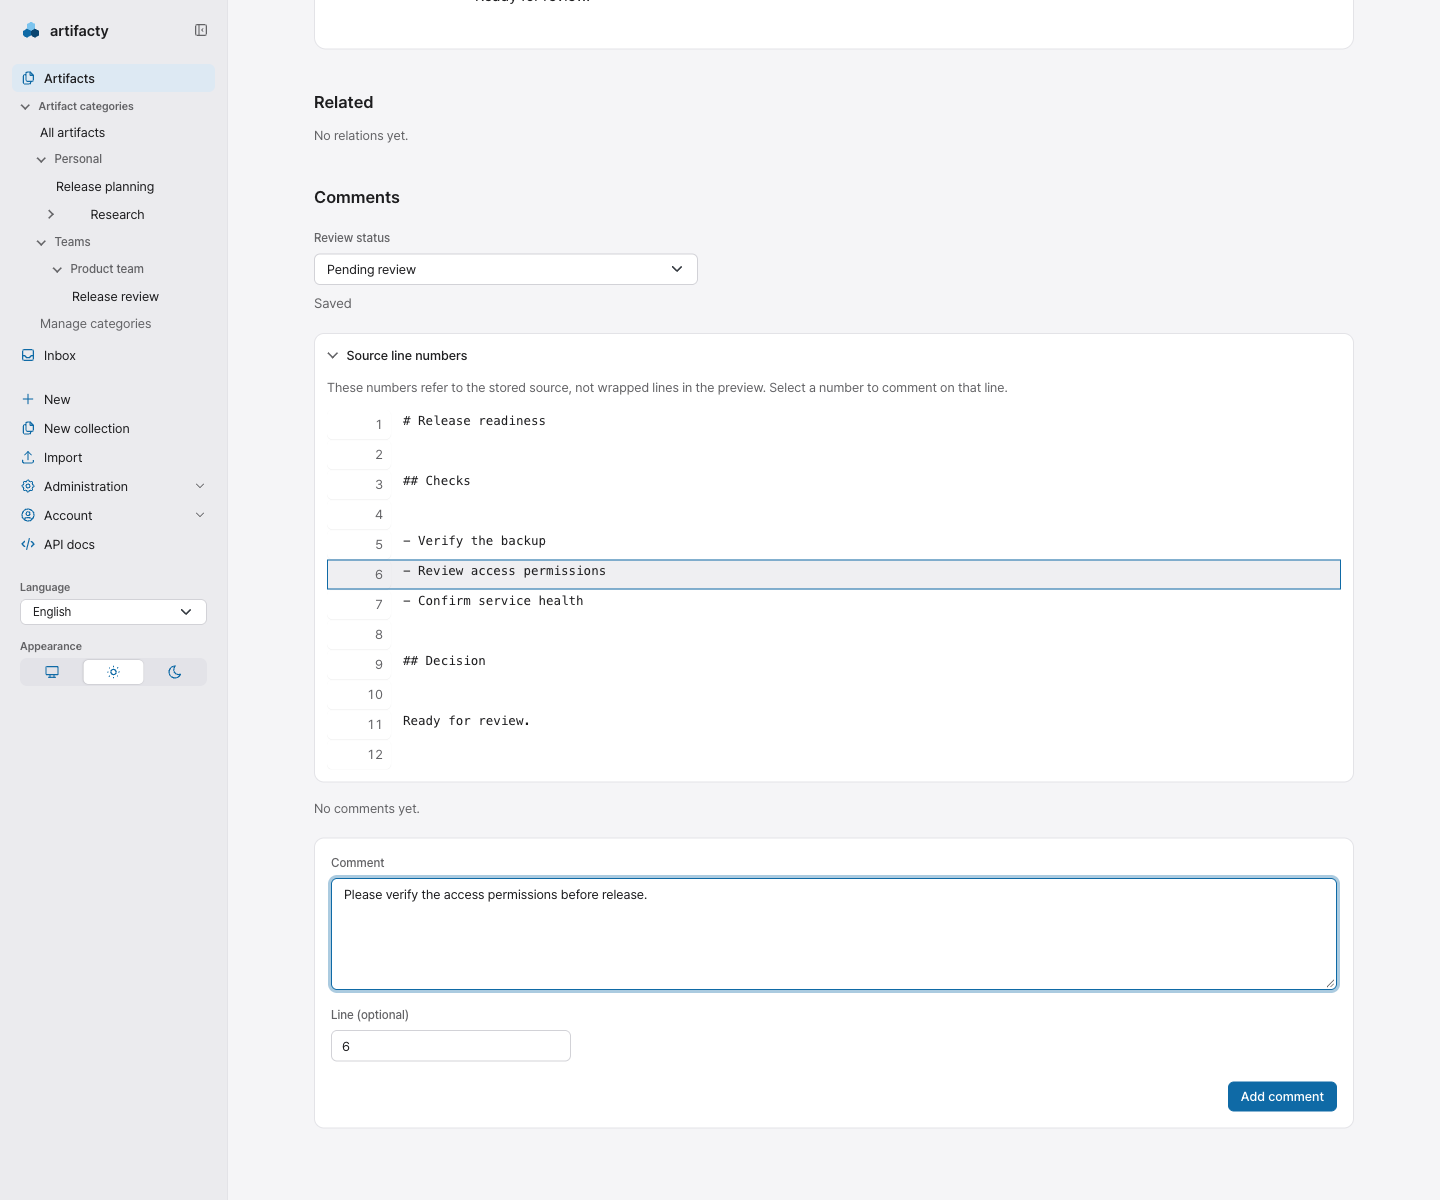 artifacty
Artifacts
Artifact categories
All artifacts
Personal
Release planning
Research
Teams
Product team
Release review
Manage categories
Inbox
New
New collection
Import
Administration
Account
API docs
Language
English
Appearance
Ready for review.
Related
No relations yet.
Comments
Review status
Pending review
Saved
Source line numbers
These numbers refer to the stored source, not wrapped lines in the preview. Select a number to comment on that line.
1 # Release readiness
2
3 ## Checks
4
5 - Verify the backup
6 - Review access permissions
7 - Confirm service health
8
9 ## Decision
10
11 Ready for review.
12
No comments yet.
Comment
Please verify the access permissions before release.
Line (optional)
6
Add comment